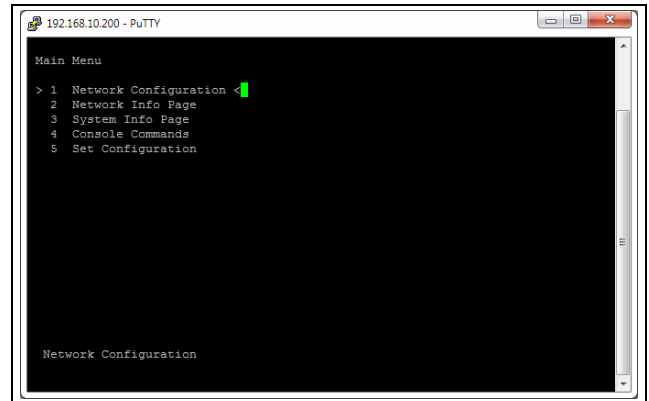 192.168.10.200 - PuTTY
Main Menu
> 1 Network Configuration <
2 Network Info Page
3 System Info Page
4 Console Commands
5 Set Configuration
Network Configuration